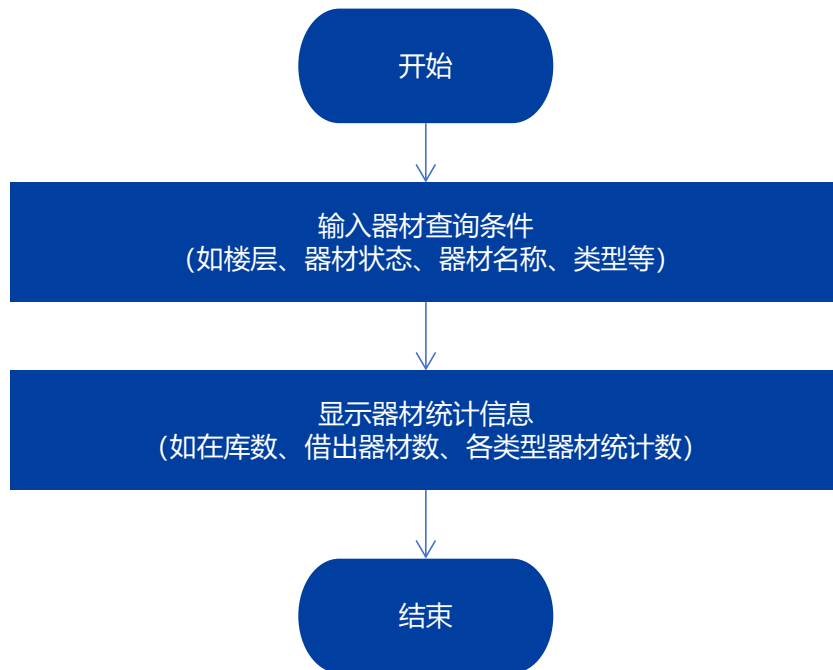 开始
输入器材查询条件
（如楼层、器材状态、器材名称、类型等）
显示器材统计信息
（如在库数、借出器材数、各类型器材统计数）
结束